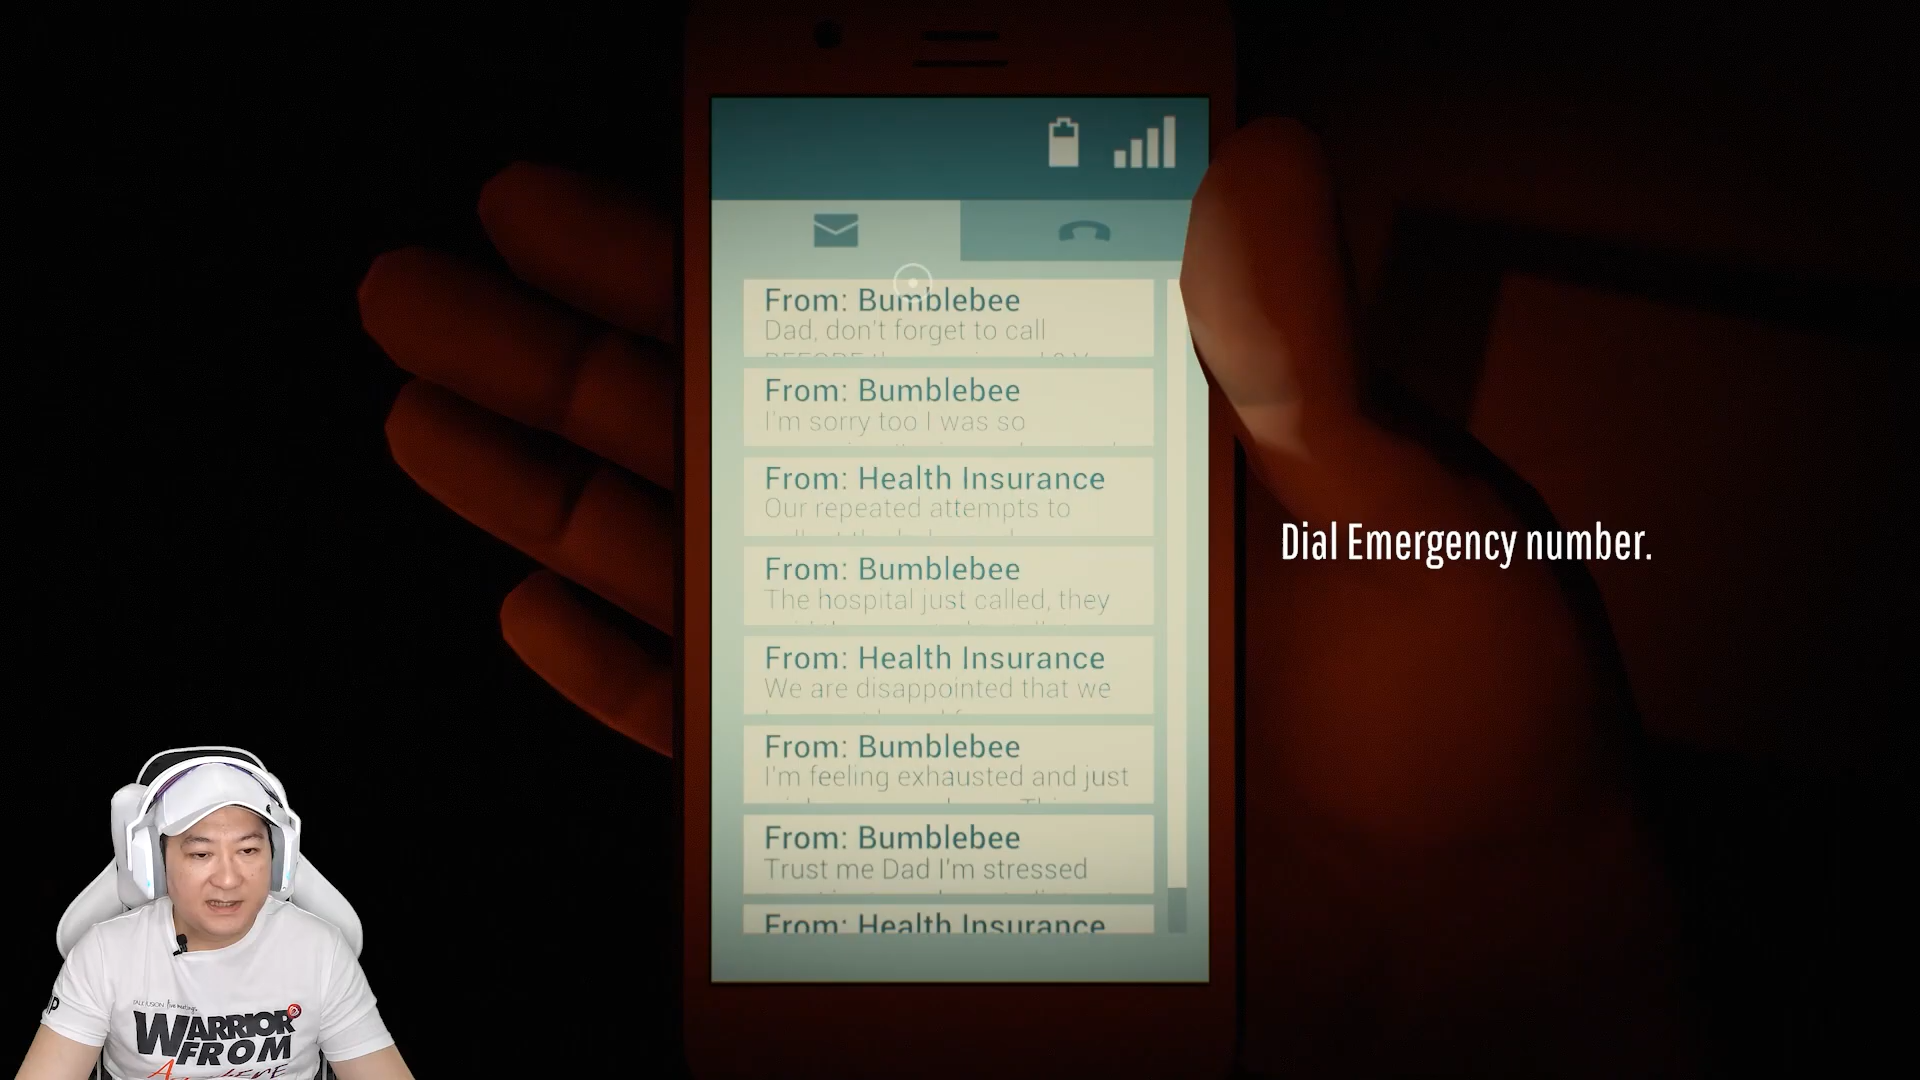 From: Bumblebee
Dad, don't forget to call
From: Bumblebee
I'm sorry too I was so
From: Health Insurance
Our repeated attempts to
From: Bumblebee
The hospital just called, they
From: Health Insurance
We are disappointed that we
From: Bumblebee
I'm feeling exhausted and just
From: Bumblebee
Trust me Dad I'm stressed
From: Health Insurance
Dial Emergency number.
WARRIOR
FROM